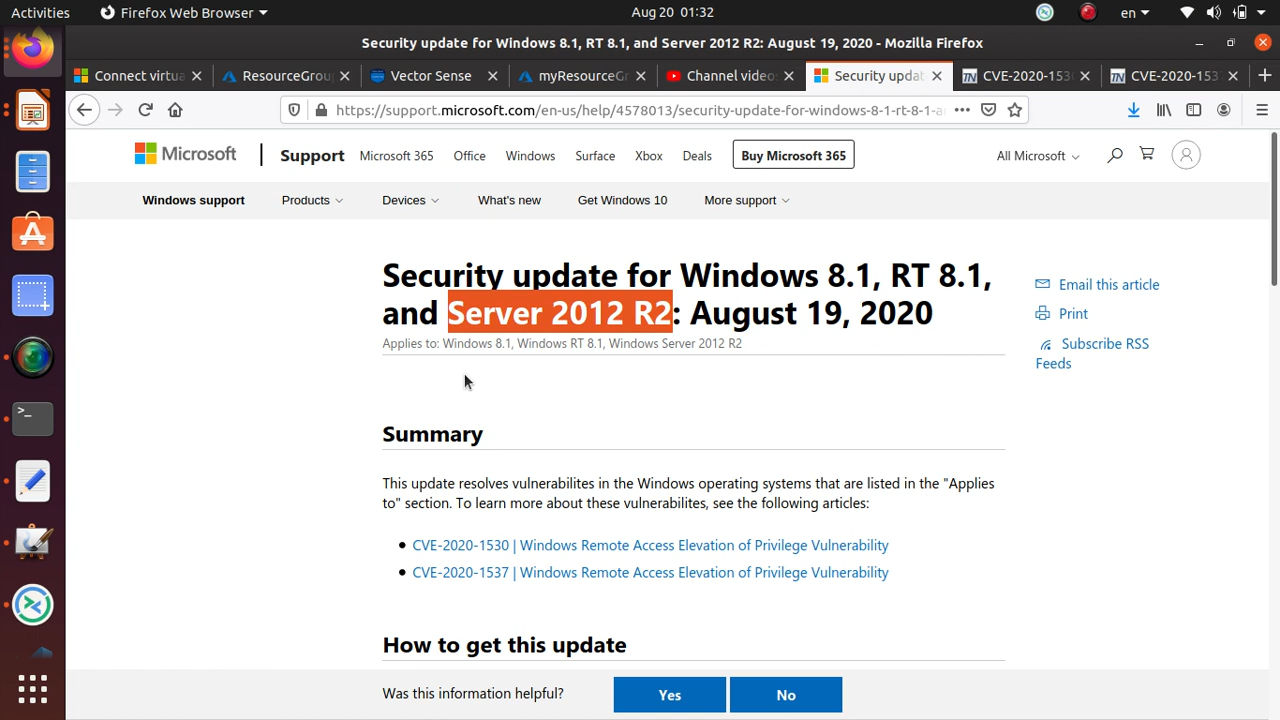 Activities
Firefox Web Browser
Aug 20 01:32
en
Security update for Windows 8.1, RT 8.1, and Server 2012 R2: August 19, 2020 - Mozilla Firefox
Connect virtua
ResourceGrou
Vector Sense
myResourceGr
Channel video
Security updat
CVE-2020-153
CVE-2020-153
https://support.microsoft.com/en-us/help/4578013/security-update-for-windows-8-1-rt-8-1-a
Microsoft
Support
Microsoft 365
Office
Windows
Surface
Xbox
Deals
Buy Microsoft 365
All Microsoft
Windows support
Products
Devices
What's new
Get Windows 10
More support
Security update for Windows 8.1, RT 8.1,
and Server 2012 R2: August 19, 2020
Applies to: Windows 8.1, Windows RT 8.1, Windows Server 2012 R2
Email this article
Print
Subscribe RSS
Feeds
Summary
This update resolves vulnerabilites in the Windows operating systems that are listed in the "Applies
to" section. To learn more about these vulnerabilites, see the following articles:
CVE-2020-1530 | Windows Remote Access Elevation of Privilege Vulnerability
CVE-2020-1537 | Windows Remote Access Elevation of Privilege Vulnerability
How to get this update
Was this information helpful?
Yes
No